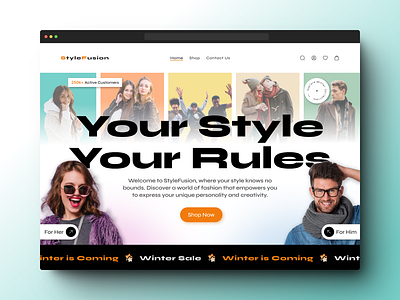 StyleFusion
Home
Shop
Contact Us
250k+ Active Customers
Your Style
Your Rules
Welcome to StyleFusion, where your style knows no
bounds. Discover a world of fashion that empowers you
to express your unique personality and creativity.
Shop Now
For Her
For Him
inter is Coming
Winter Sale
Winter is Coming
Wint